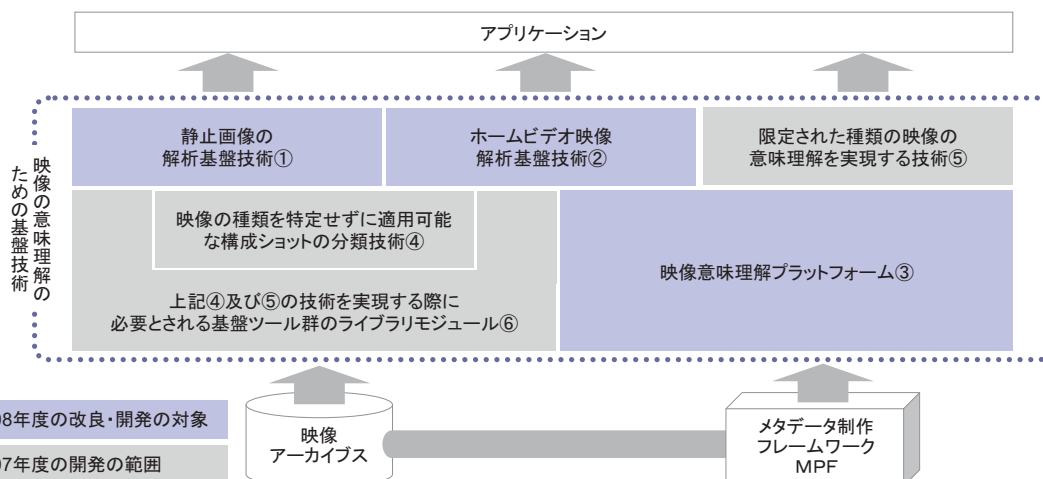 アプリケーション
映像の意味理解の
ための基盤技術
静止画像の
解析基盤技術①
ホームビデオ映像
解析基盤技術②
限定された種類の映像の
意味理解を実現する技術⑤
映像の種類を特定せずに適用可能
な構成ショットの分類技術④
映像意味理解プラットフォーム③
上記④及び⑤の技術を実現する際に
必要とされる基盤ツール群のライブラリモジュール⑥
8年度の改良・開発の対象
7年度の開発の範囲
映像
アーカイブス
メタデータ制作
フレームワーク
MPF